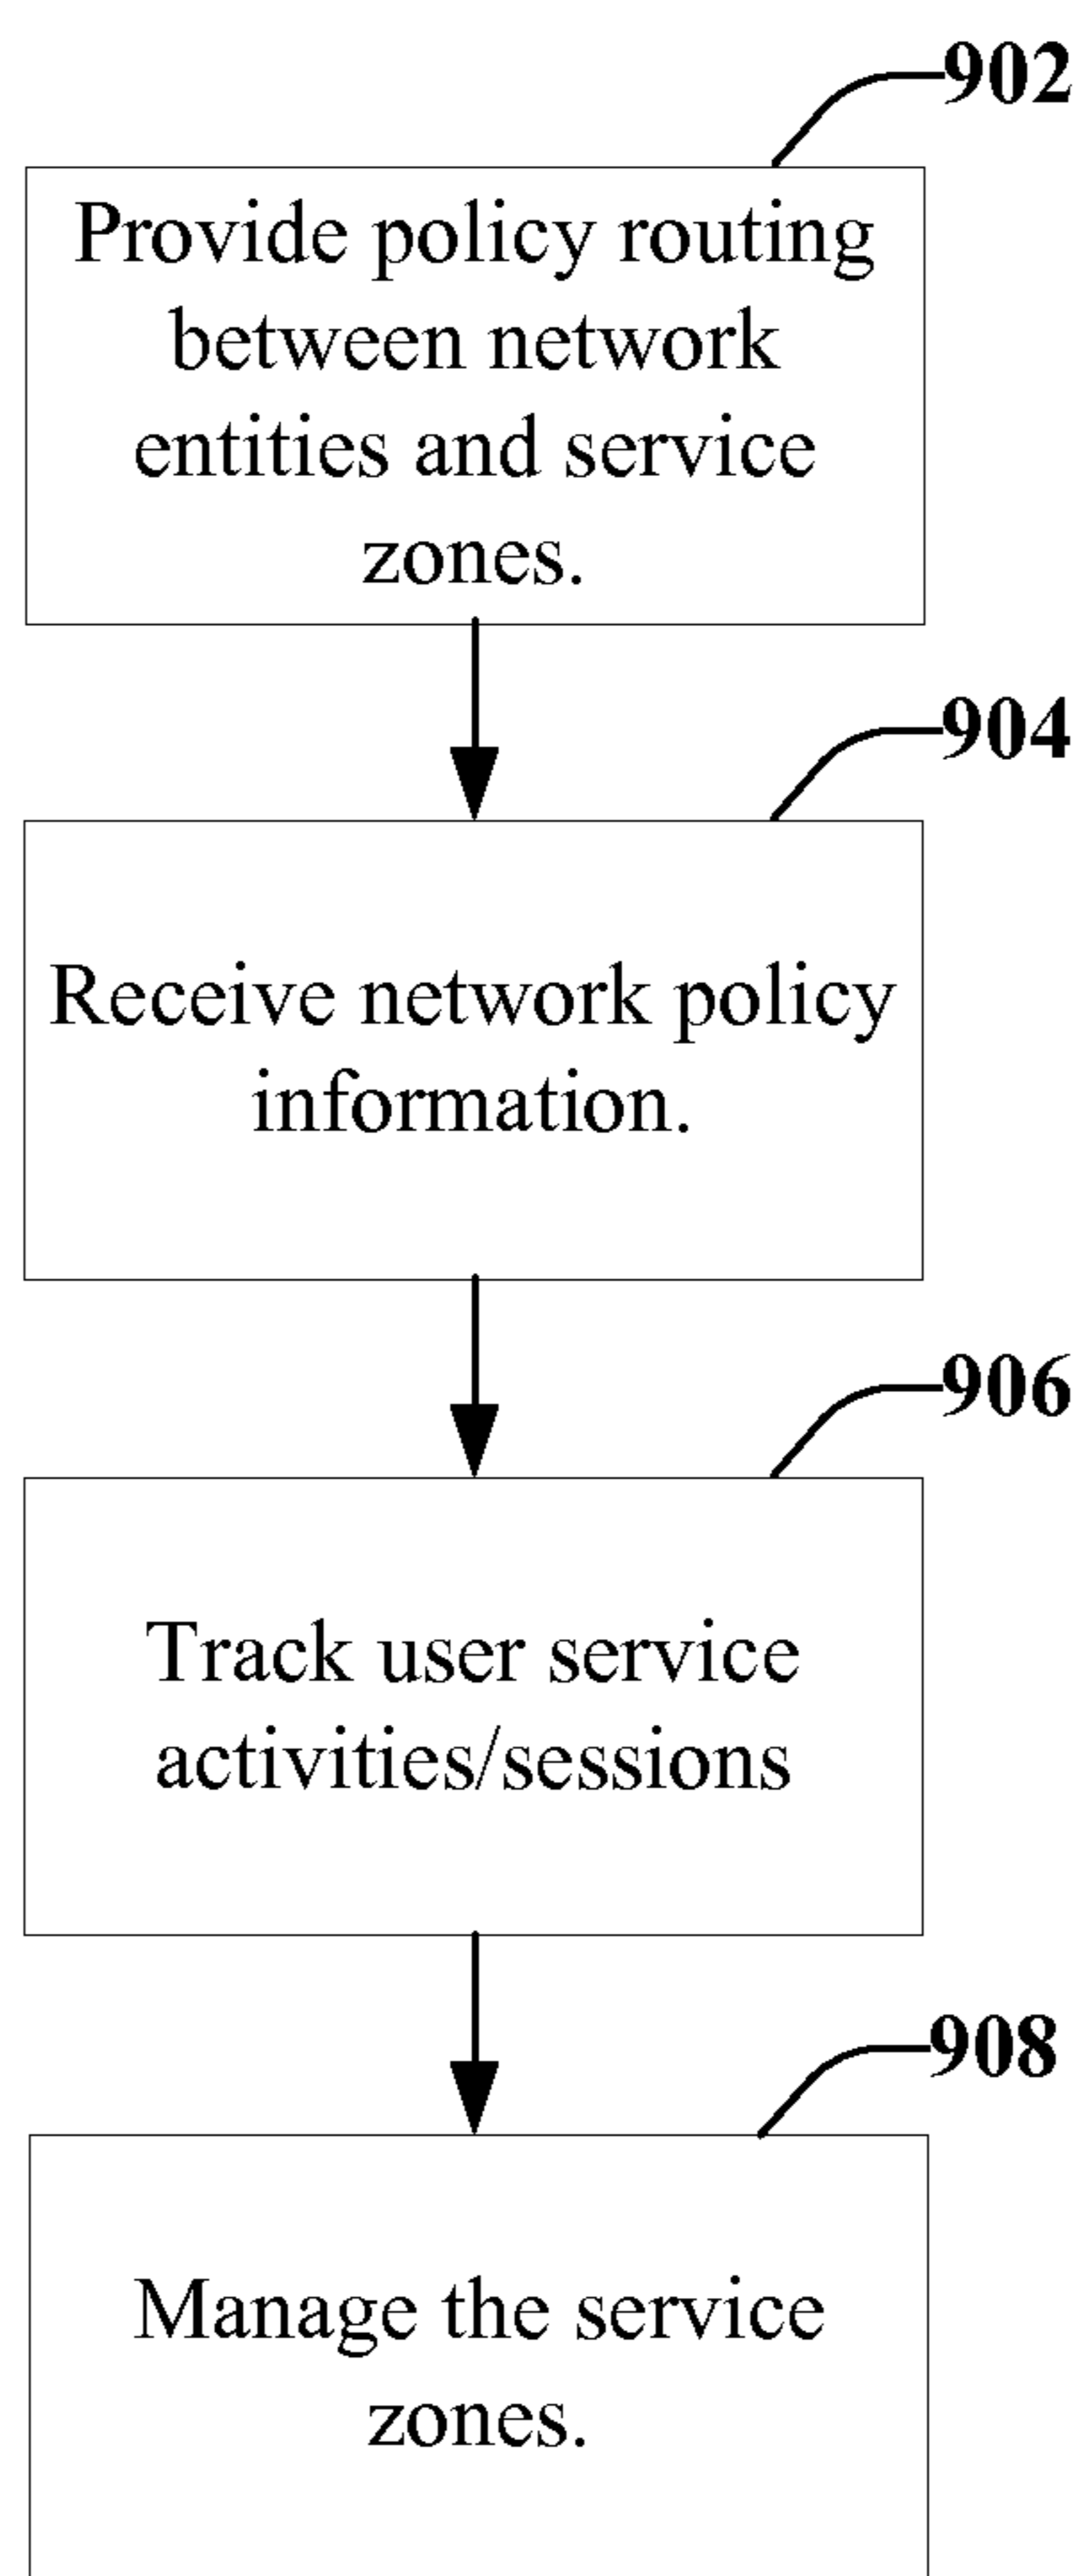 902
Provide policy routing
between network
entities and service
zones.
904
Receive network policy
information.
906
Track user service
activities/sessions
908
Manage the service
zones.